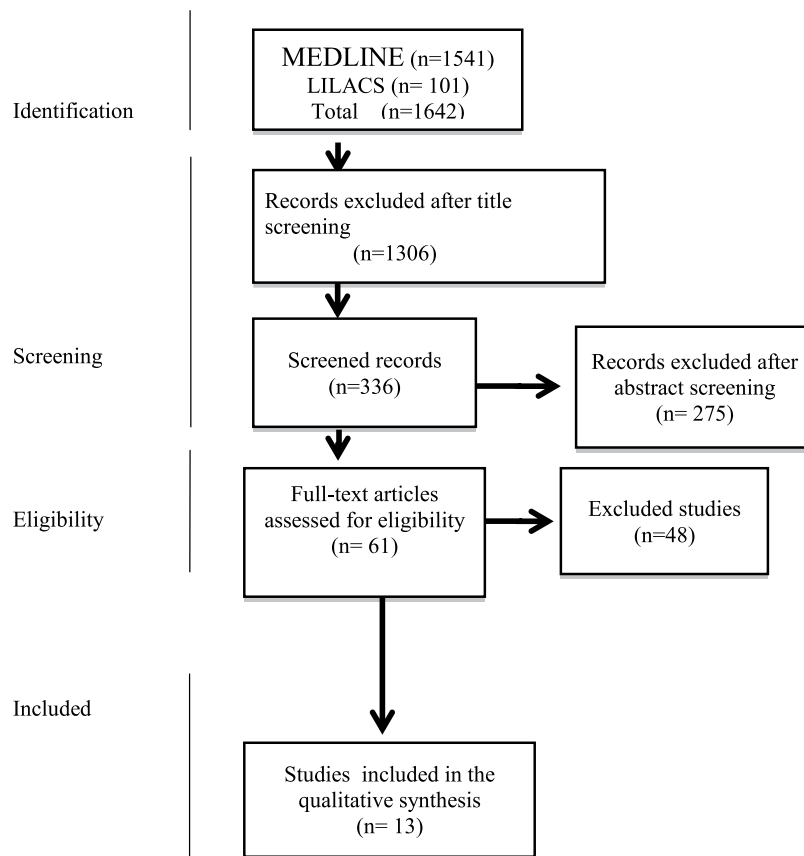 Identification
MEDLINE (n=1541)
LILACS (n= 101)
Total (n=1642)
Records excluded after title
screening
(n=1306)
Screening
Screened records
(n=336)
Records excluded after
abstract screening
(n= 275)
Eligibility
Full-text articles
assessed for eligibility
(n= 61)
Excluded studies
(n=48)
Included
Studies included in the
qualitative synthesis
(n= 13)